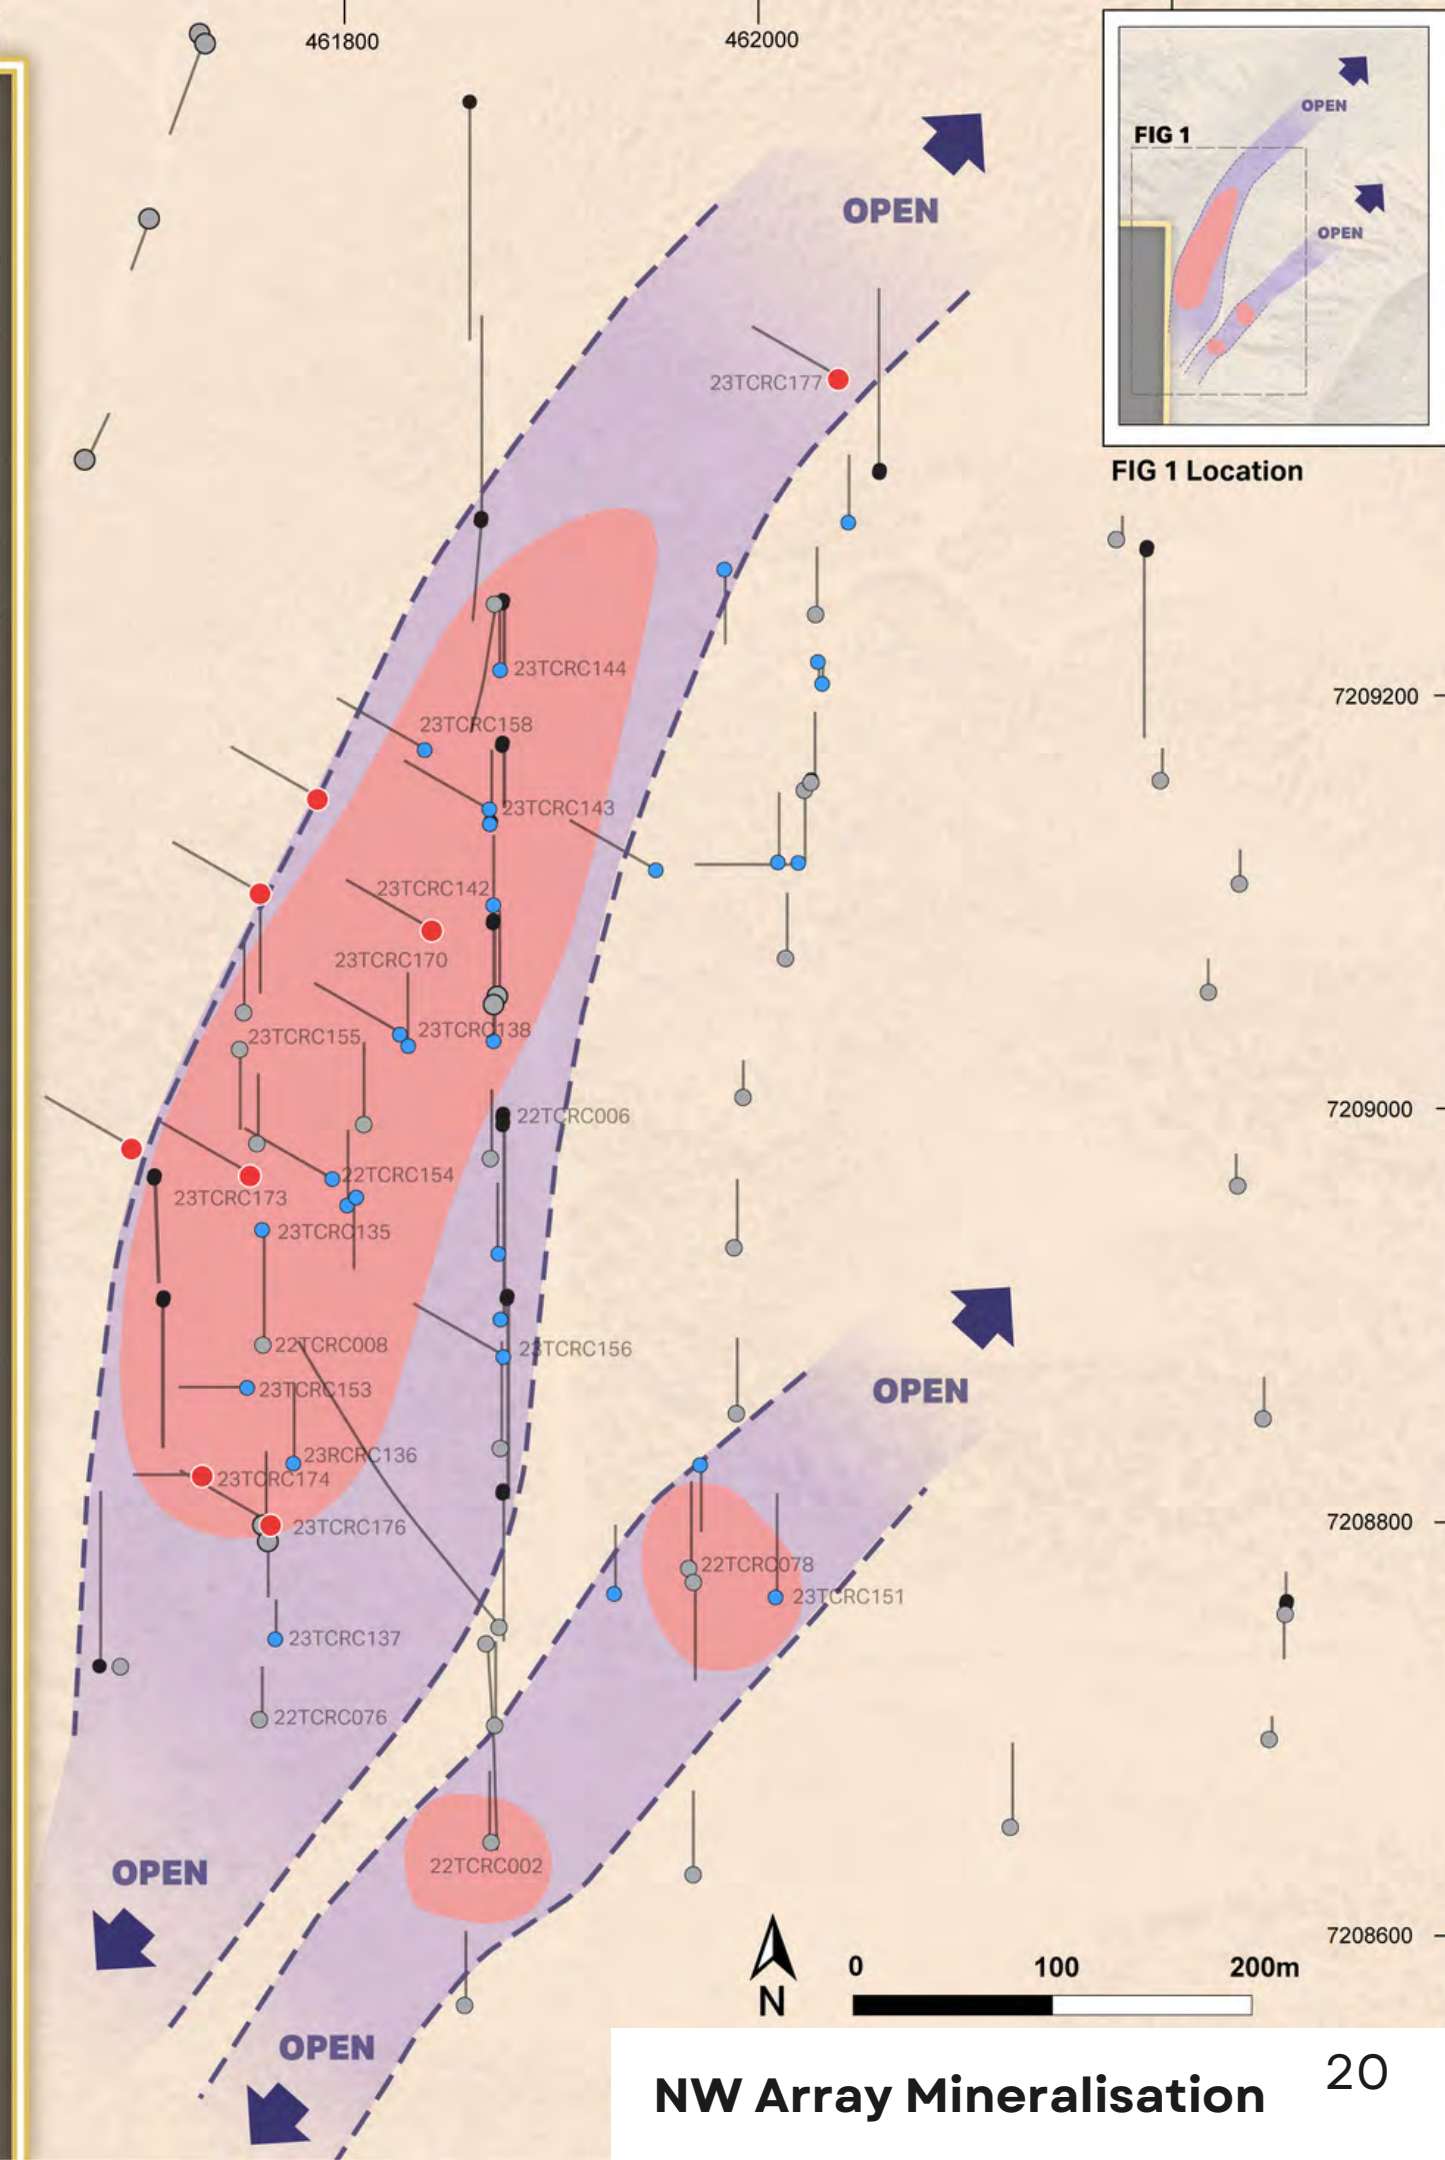 461800
462000
OPEN
FIG 1
OPEN
OPEN
23TCRC177
FIG 1 Location
23TCRC144
7209200
23TCRC158
23TCRC143
23TCRC142
23TCRC170
23TCRC138
23TCRC155
22TCRC006
7209000
22TCRC154
23TCRC173
23TCRC135
22TCRC008
23TCRC156
23TCRC153
OPEN
23RCRC136
23TCRC174
23TCRC176
7208800
22TCRC078
23TCRC151
23TCRC137
22TCRC076
OPEN
22TCRC002
7208600
0 100 200m
N
OPEN
NW Array Mineralisation
20